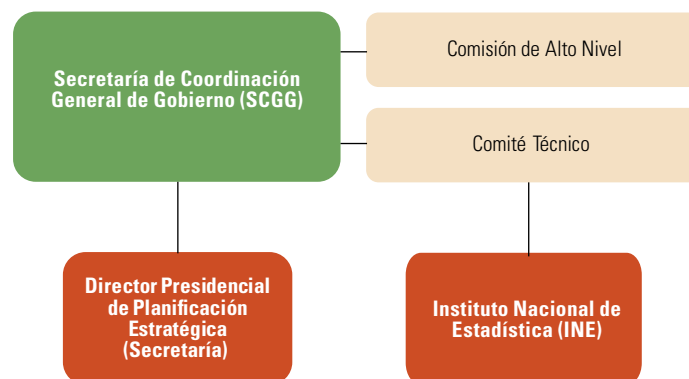 Secretaría de Coordinación
General de Gobierno (SCGG)
Comisión de Alto Nivel
Comité Técnico
Director Presidencial
de Planificación
Estratégica
(Secretaría)
Instituto Nacional de
Estadística (INE)